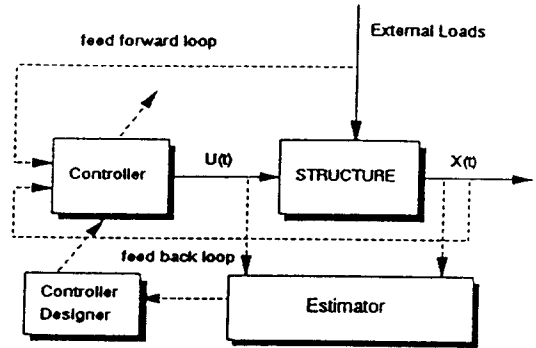 External Loads
feed forward loop
Controller
U(t)
STRUCTURE
X(t)
feed back loop
Controller
Designer
Estimator